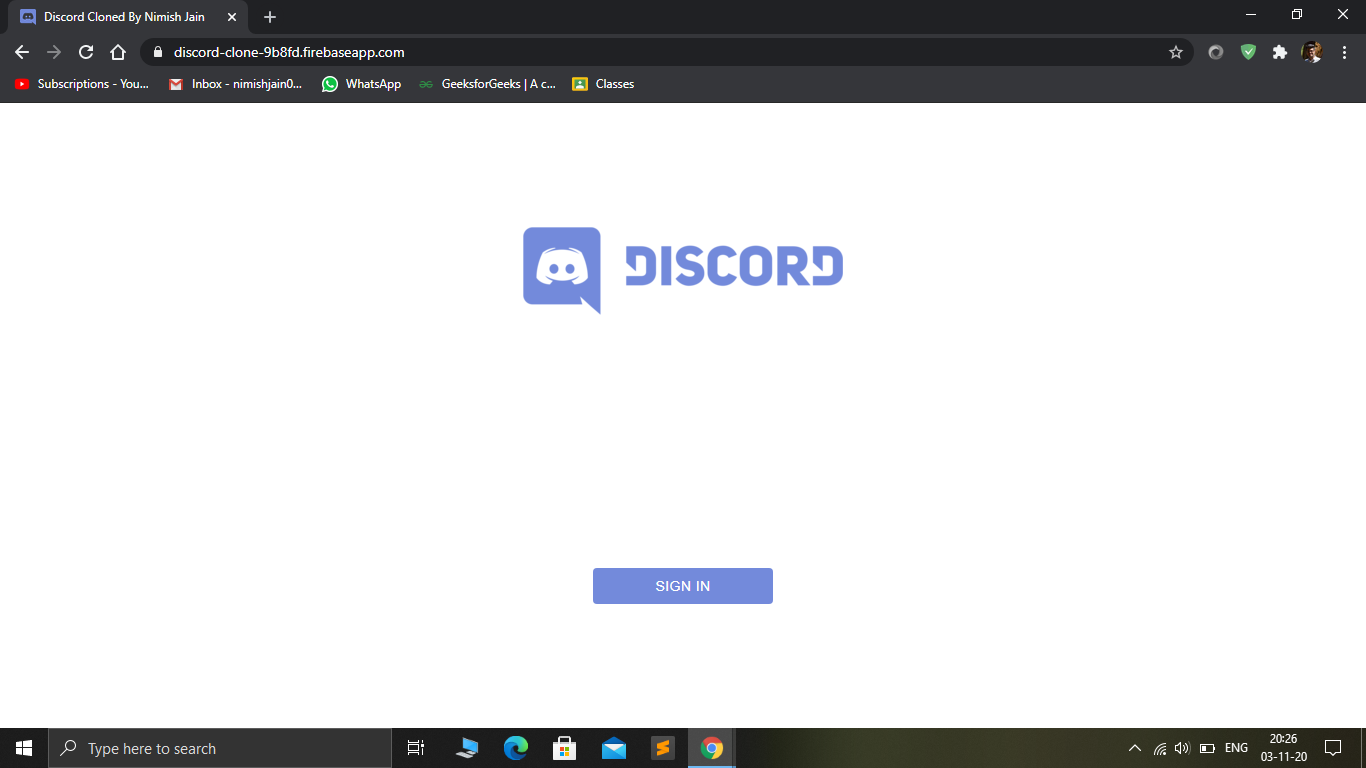 Discord Cloned By Nimish Jain
discord-clone-9b8fd.firebaseapp.com
Subscriptions - You... Inbox - nimishjain0... WhatsApp GeeksforGeeks | A c... Classes
DISCORD
SIGN IN
Type here to search
ENG
20:26
03-11-20